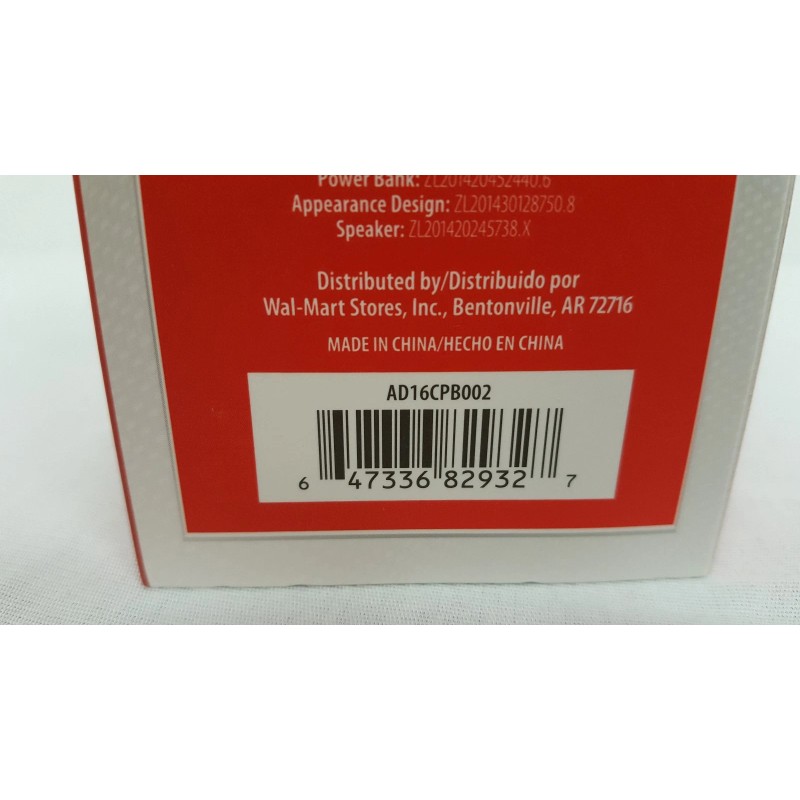 Power Bank: ZL201420452440.6
Appearance Design: ZL201430128750.8
Speaker: ZL201420245738.X
Distributed by/Distribuido por
Wal-Mart Stores, Inc., Bentonville, AR 72716
MADE IN CHINA/HECHO EN CHINA
AD16CPB002
6 47336 82932 7